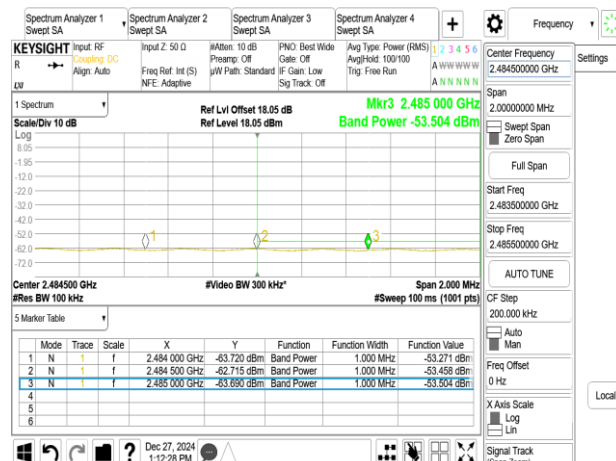 Spectrum Analyzer 1
Swept SA
Spectrum Analyzer 2
Swept SA
Spectrum Analyzer 3
Swept SA
Spectrum Analyzer 4
Swept SA
+
Frequency
KEYSIGHT
R
Input: RF
Coupling: DC
Align: Auto
Input Z: 50 Ω
Freq Ref: Int (S)
NFE: Adaptive
#Atten: 10 dB
Preamp: Off
µW Path: Standard
PNO: Best Wide
Gate: Off
IF Gain: Low
Sig Track: Off
Avg Type: Power (RMS)
Avg|Hold: 100/100
Trig: Free Run
1 2 3 4 5 6
A W W W W W
A N N N N N
1 Spectrum
Scale/Div 10 dB
Ref Lvl Offset 18.05 dB
Ref Level 18.05 dBm
Mkr3 2.485 000 GHz
Band Power -53.504 dBm
Log
8.05
-1.95
-12.0
-22.0
-32.0
-42.0
-52.0
-62.0
-72.0
1
2
3
Center 2.484500 GHz
#Res BW 100 kHz
#Video BW 300 kHz*
Span 2.000 MHz
#Sweep 100 ms (1001 pts)
5 Marker Table
Mode Trace Scale X Y Function Function Width Function Value
1 N 1 f 2.484 000 GHz -63.720 dBm Band Power 1.000 MHz -53.271 dBm
2 N 1 f 2.484 500 GHz -62.715 dBm Band Power 1.000 MHz -53.458 dBm
3 N 1 f 2.485 000 GHz -63.690 dBm Band Power 1.000 MHz -53.504 dBm
4
5
6
Center Frequency
2.484500000 GHz
Settings
Span
2.00000000 MHz
Swept Span
Zero Span
Full Span
Start Freq
2.483500000 GHz
Stop Freq
2.485500000 GHz
AUTO TUNE
CF Step
200.000 kHz
Auto
Man
Freq Offset
0 Hz
X Axis Scale
Log
Lin
Local
Signal Track
?
Dec 27, 2024
1:12:28 PM